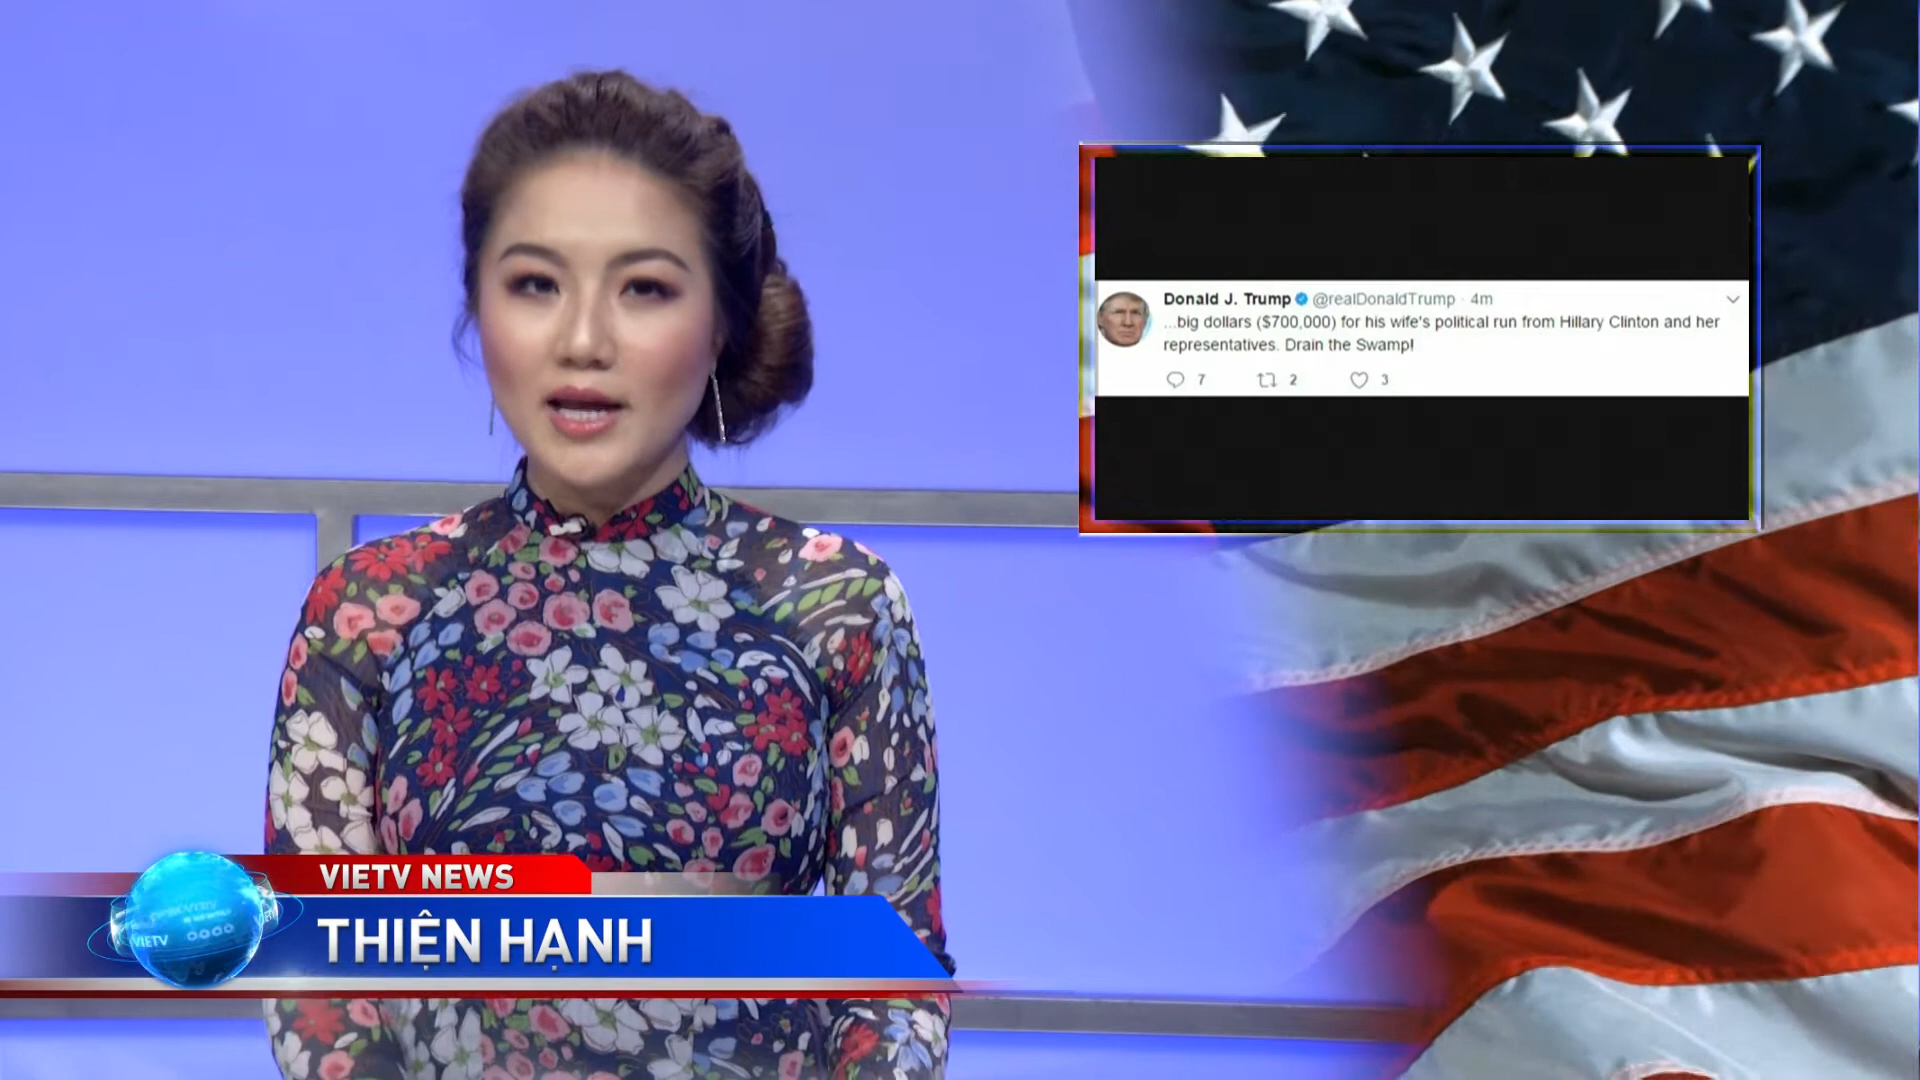 Donald J. Trump @realDonaldTrump · 4m
...big dollars ($700,000) for his wife's political run from Hillary Clinton and her
representatives. Drain the Swamp!
7 2 3
VIETV NEWS
THIỆN HẠNH
VIETV